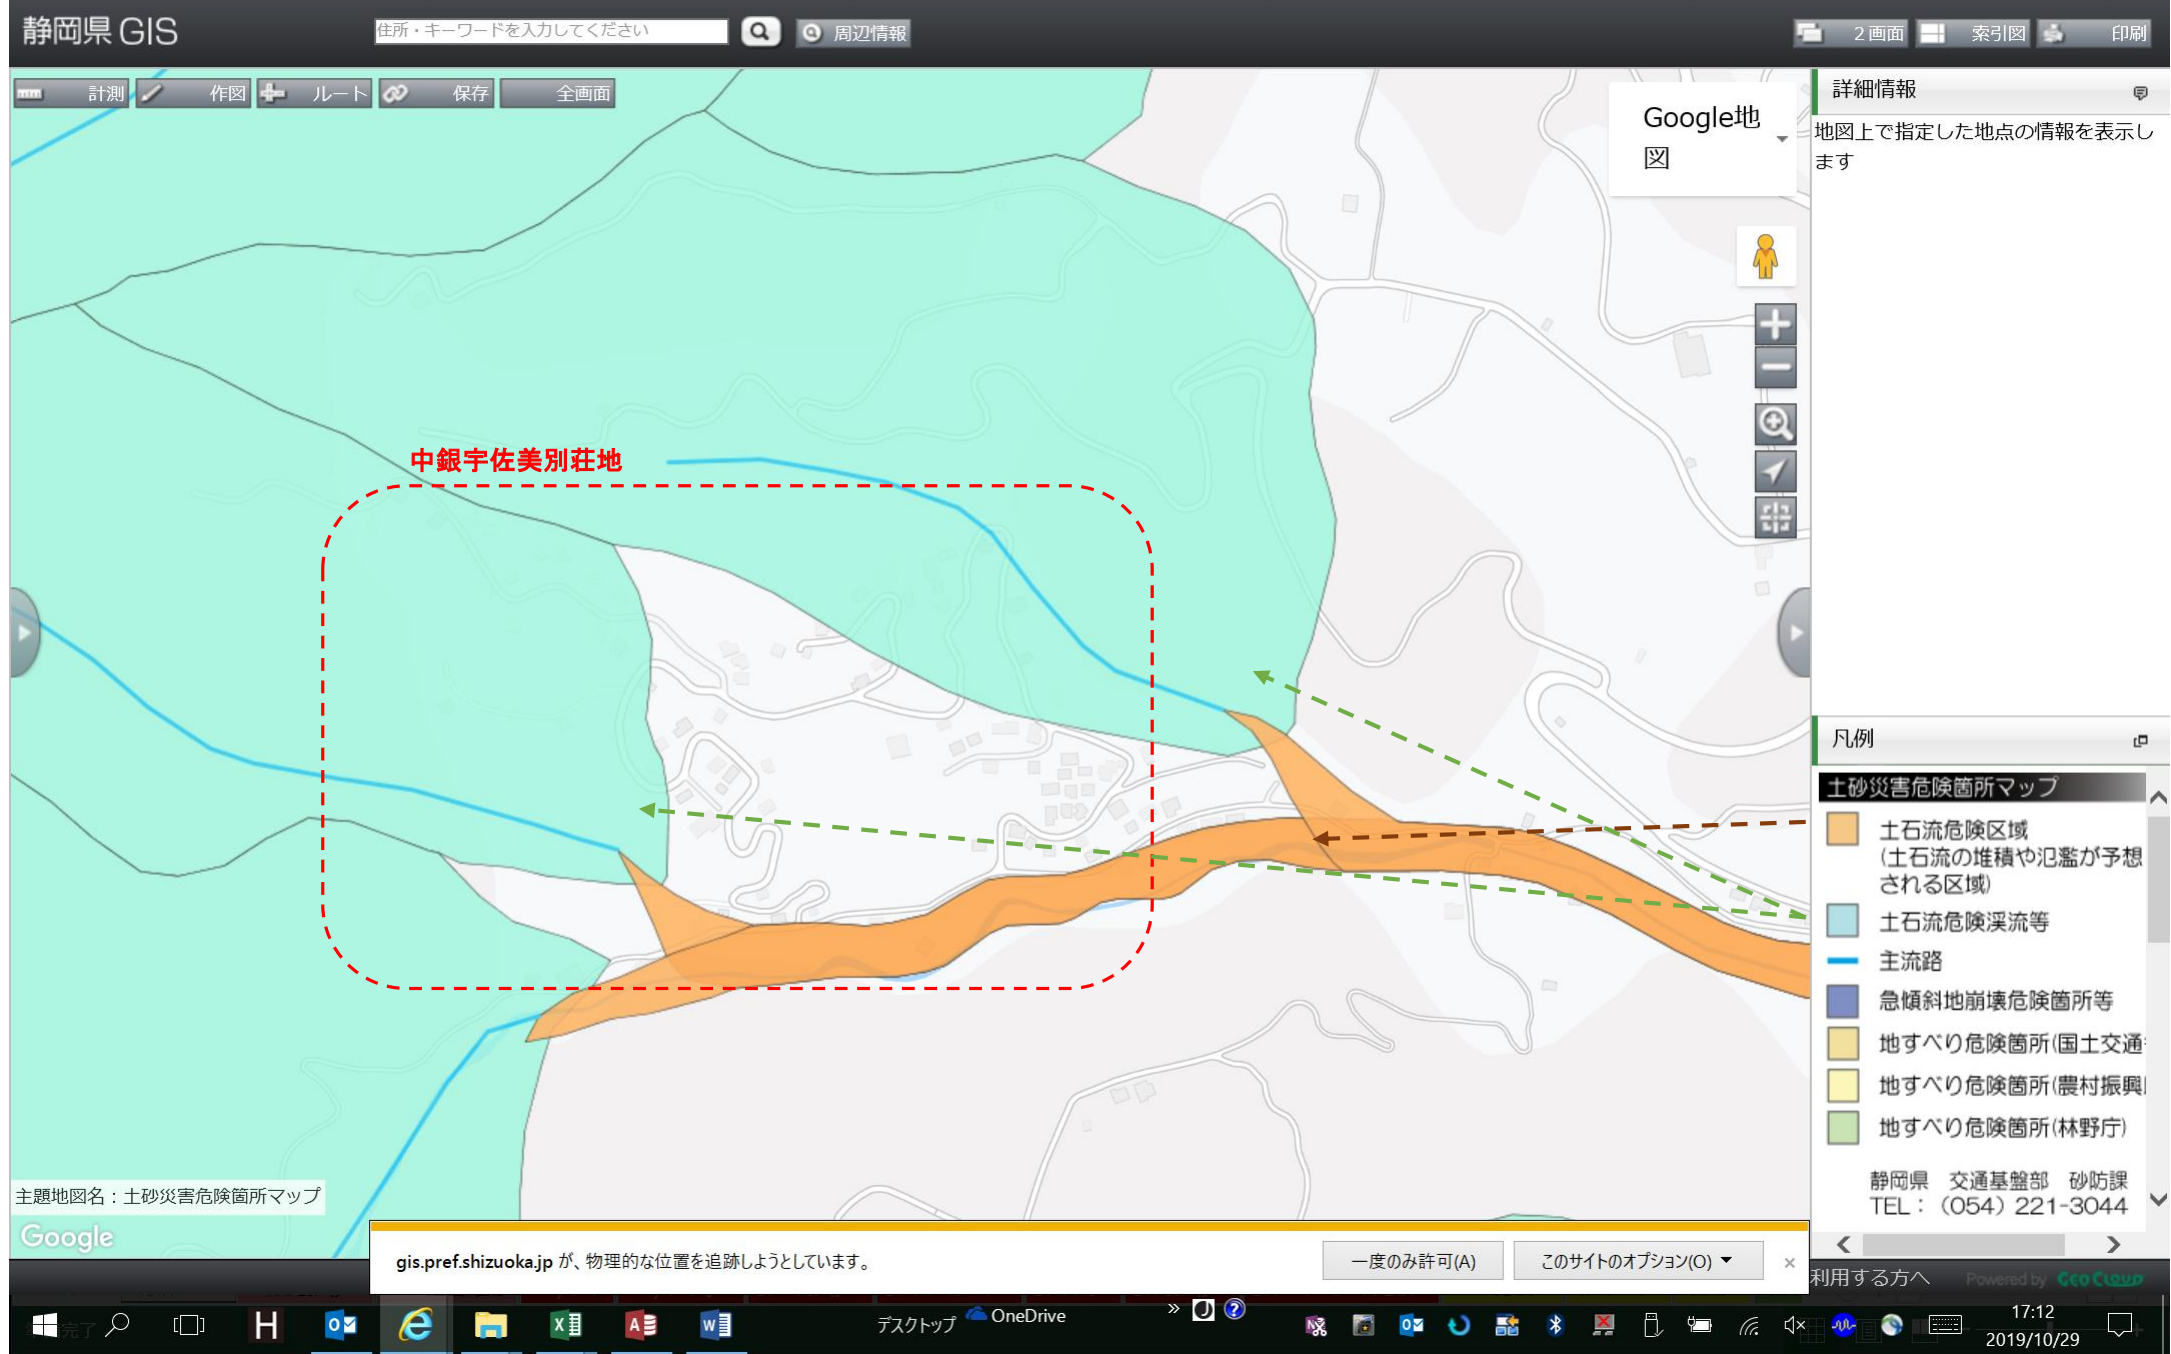 静岡県 GIS
住所・キーワードを入力してください
周辺情報
2画面
索引図
印刷
計測
作図
ルート
保存
全画面
Google地
図
詳細情報
地図上で指定した地点の情報を表示し
ます
中銀宇佐美別荘地
凡例
土砂災害危険箇所マップ
土石流危険区域
(土石流の堆積や氾濫が予想
される区域)
土石流危険渓流等
主流路
急傾斜地崩壊危険箇所等
地すべり危険箇所(国土交通
地すべり危険箇所(農村振興
地すべり危険箇所(林野庁)
静岡県 交通基盤部 砂防課
TEL：(054) 221-3044
主題地図名：土砂災害危険箇所マップ
Google
gis.pref.shizuoka.jp が、物理的な位置を追跡しようとしています。
一度のみ許可(A)
このサイトのオプション(O)
×
利用する方へ
Powered by Geo Cloud
完了
デスクトップ
OneDrive
17:12
2019/10/29